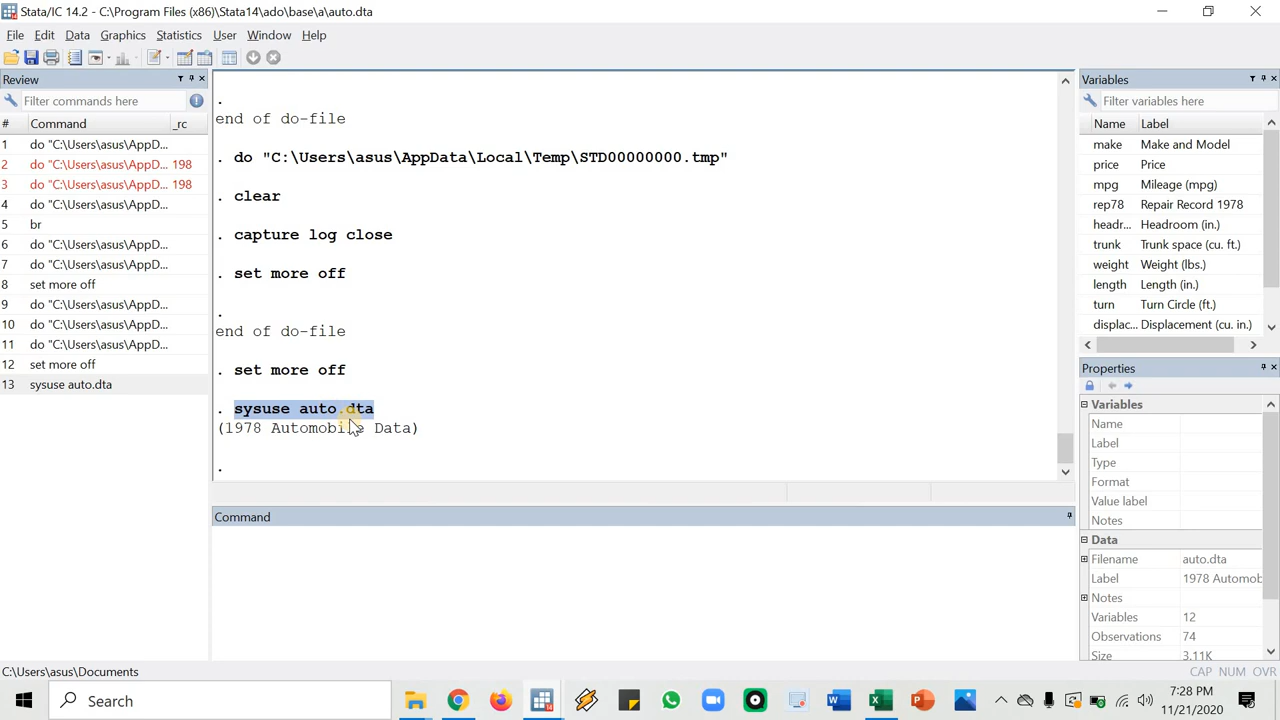 Stata/IC 14.2 - C:\Program Files (x86)\Stata14\ado\base\a\auto.dta
File Edit Data Graphics Statistics User Window Help
Review
Filter commands here
# Command _rc
1 do "C:\Users\asus\AppD...
2 do "C:\Users\asus\AppD... 198
3 do "C:\Users\asus\AppD... 198
4 do "C:\Users\asus\AppD...
5 br
6 do "C:\Users\asus\AppD...
7 do "C:\Users\asus\AppD...
8 set more off
9 do "C:\Users\asus\AppD...
10 do "C:\Users\asus\AppD...
11 do "C:\Users\asus\AppD...
12 set more off
13 sysuse auto.dta
.
end of do-file
. do "C:\Users\asus\AppData\Local\Temp\STD00000000.tmp"
. clear
. capture log close
. set more off
.
end of do-file
. set more off
. sysuse auto.dta
(1978 Automobile Data)
.
Command
Variables
Filter variables here
Name Label
make Make and Model
price Price
mpg Mileage (mpg)
rep78 Repair Record 1978
headr... Headroom (in.)
trunk Trunk space (cu. ft.)
weight Weight (lbs.)
length Length (in.)
turn Turn Circle (ft.)
displac... Displacement (cu. in.)
Properties
Variables
Name
Label
Type
Format
Value label
Notes
Data
Filename auto.dta
Label 1978 Automob
Notes
Variables 12
Observations 74
Size 3.11K
C:\Users\asus\Documents
CAP NUM OVR
Search
7:28 PM
11/21/2020